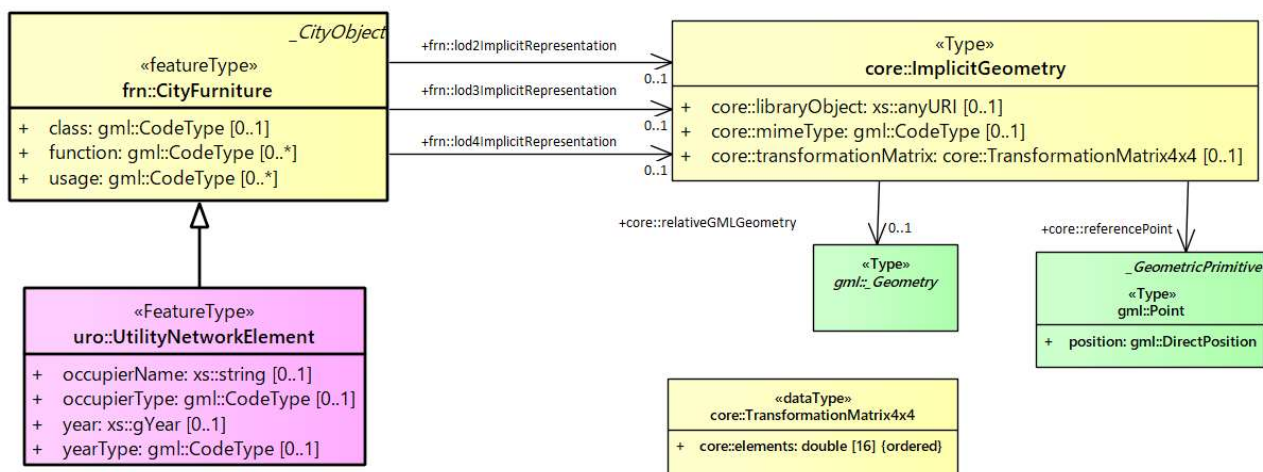 _CityObject
«featureType»
frn::CityFurniture
+ class: gml::CodeType [0..1]
+ function: gml::CodeType [0..*]
+ usage: gml::CodeType [0..*]
+frn::lod2ImplicitRepresentation
0..1
+frn::lod3ImplicitRepresentation
0..1
+frn::lod4ImplicitRepresentation
0..1
«Type»
core::ImplicitGeometry
+ core::libraryObject: xs::anyURI [0..1]
+ core::mimeType: gml::CodeType [0..1]
+ core::transformationMatrix: core::TransformationMatrix4x4 [0..1]
+core::relativeGMLGeometry
0..1
+core::referencePoint
«Type»
gml::_Geometry
_GeometricPrimitive
«Type»
gml::Point
+ position: gml::DirectPosition
«FeatureType»
uro::UtilityNetworkElement
+ occupierName: xs::string [0..1]
+ occupierType: gml::CodeType [0..1]
+ year: xs::gYear [0..1]
+ yearType: gml::CodeType [0..1]
«dataType»
core::TransformationMatrix4x4
+ core::elements: double [16] {ordered}